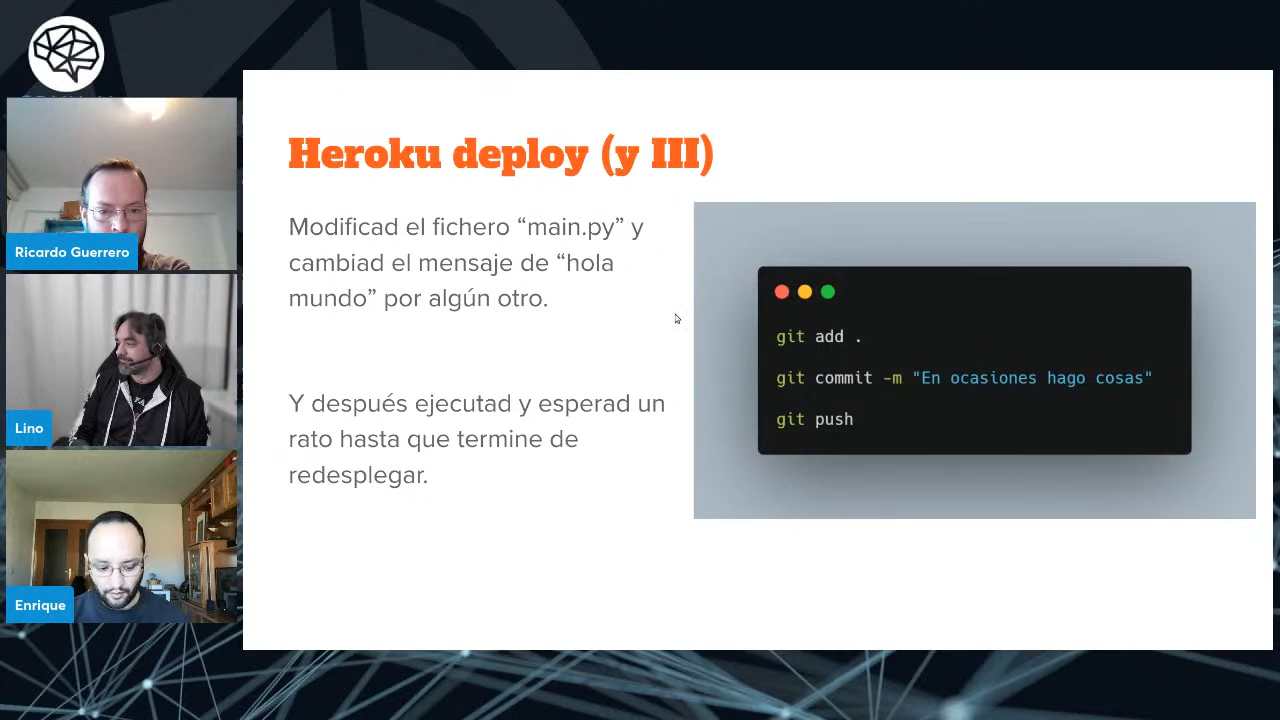 Heroku deploy (y III)
Modificad el fichero “main.py” y
cambiad el mensaje de “hola
mundo” por algún otro.
Y después ejecutad y esperad un
rato hasta que termine de
redesplegar.
git add .
git commit -m "En ocasiones hago cosas"
git push
Ricardo Guerrero
Lino
Enrique